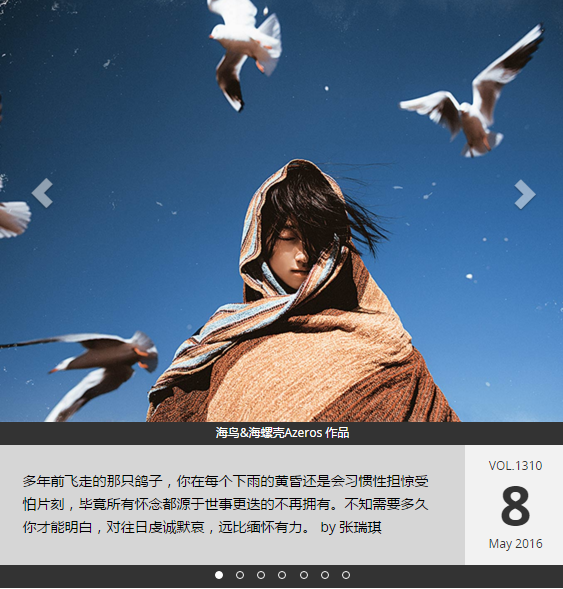 海鸟&海螺壳Azeros 作品
多年前飞走的那只鸽子，你在每个下雨的黄昏还是会习惯性担惊受
怕片刻，毕竟所有怀念都源于世事更迭的不再拥有。不知需要多久
你才能明白，对往日虔诚默哀，远比缅怀有力。 by 张瑞琪
VOL.1310
8
May 2016